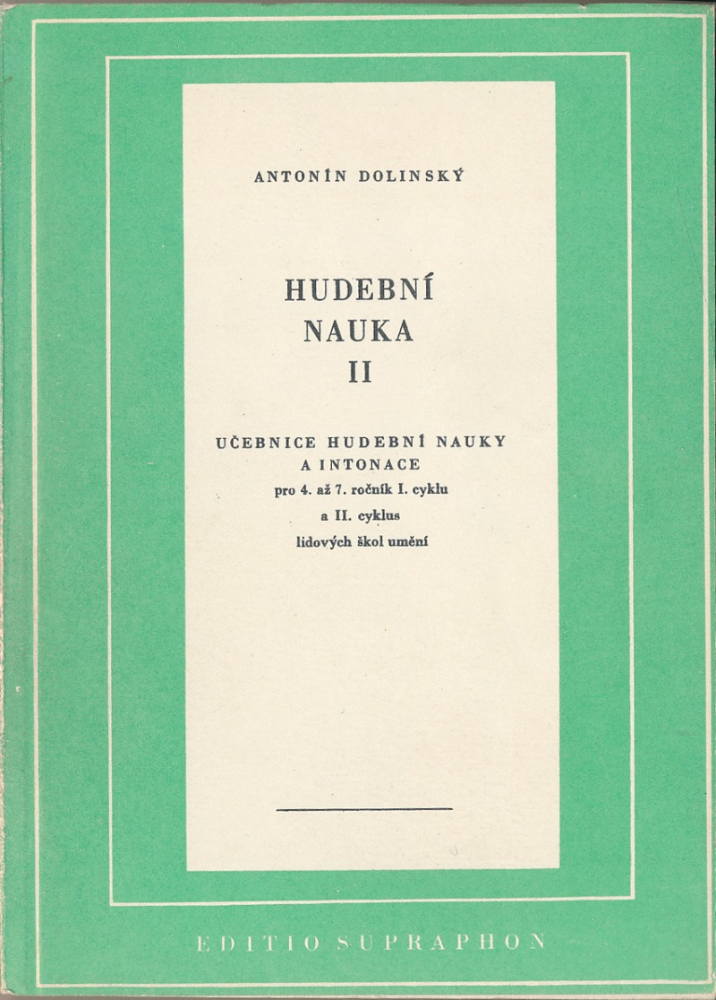 ANTONÍN DOLINSKÝ
HUDEBNÍ
NAUKA
II
UČEBNICE HUDEBNÍ NAUKY
A INTONACE
pro 4. až 7. ročník I. cyklu
a II. cyklus
lidových škol umění
EDITIO SUPRAPHON